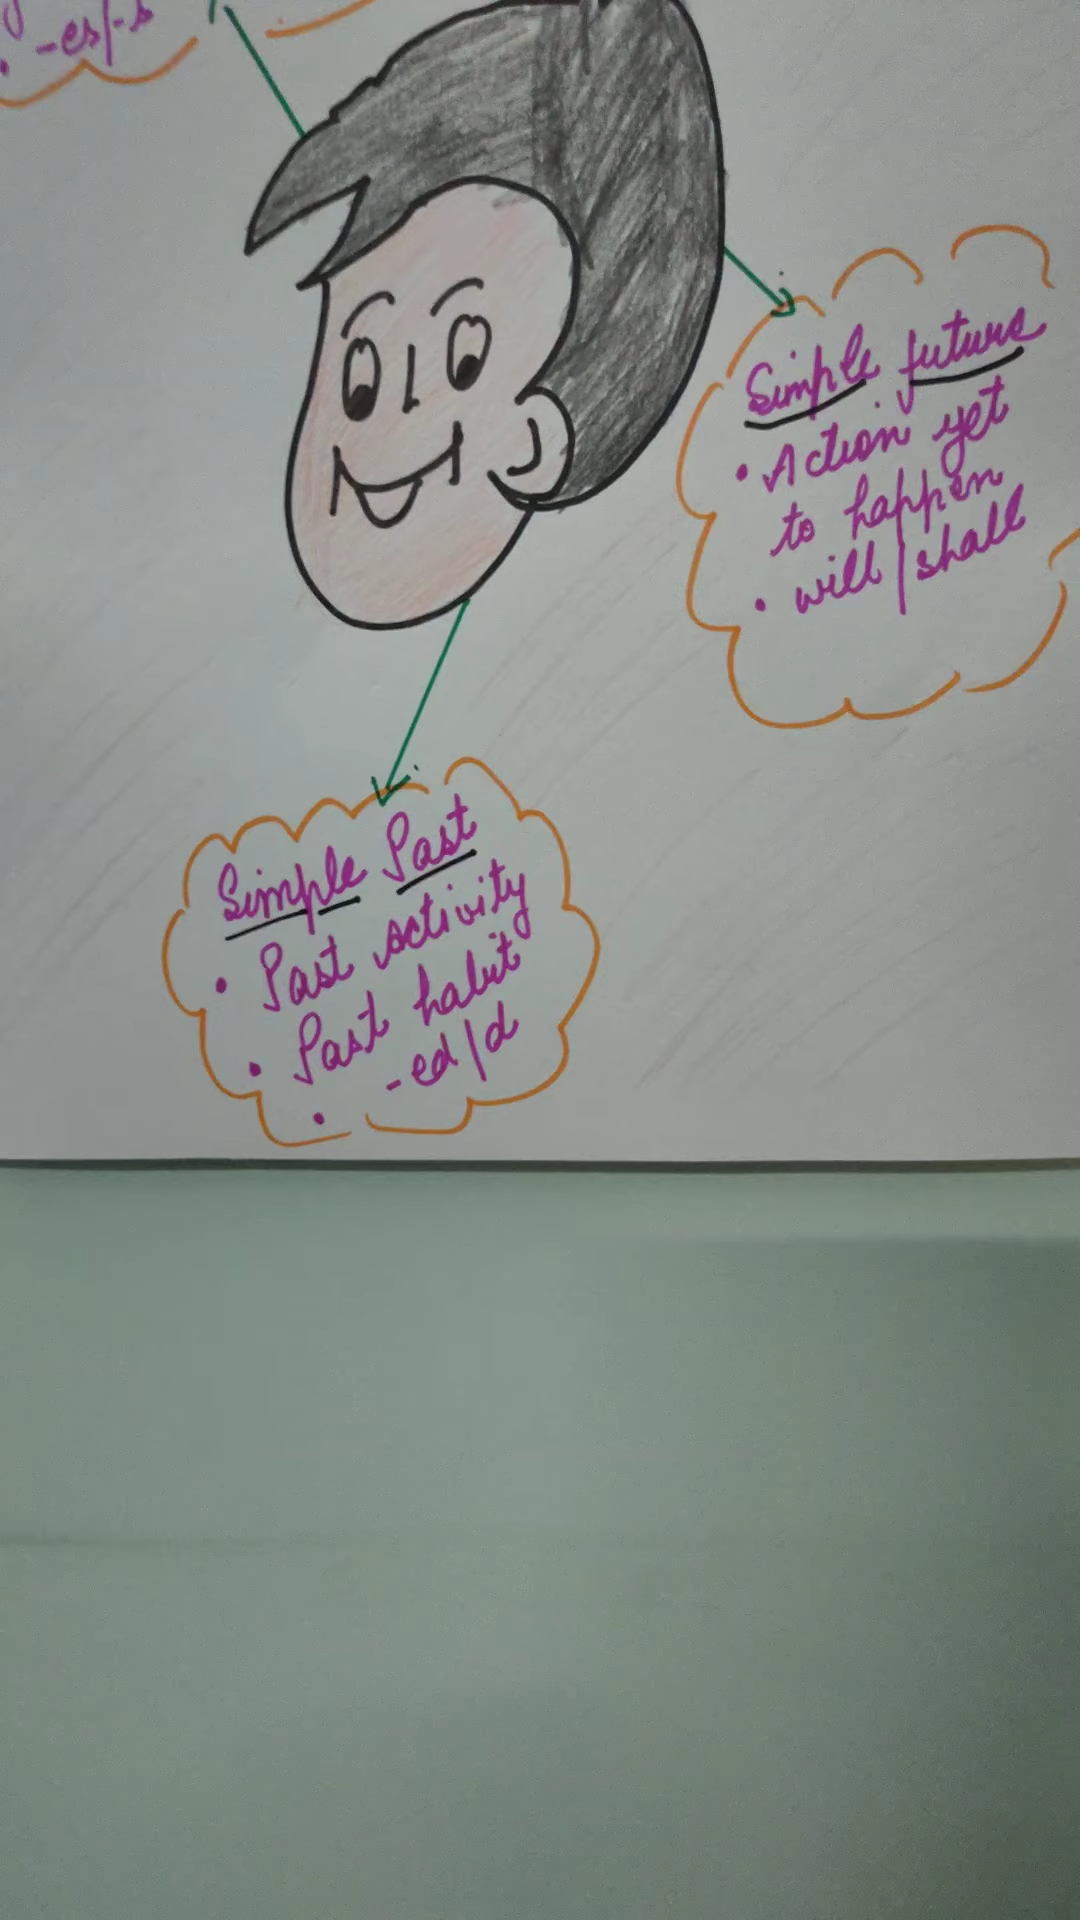 -es/-s
Simple future
• Action yet
to happen
• will/shall
Simple Past
• Past activity
• Past habit
• -ed/d